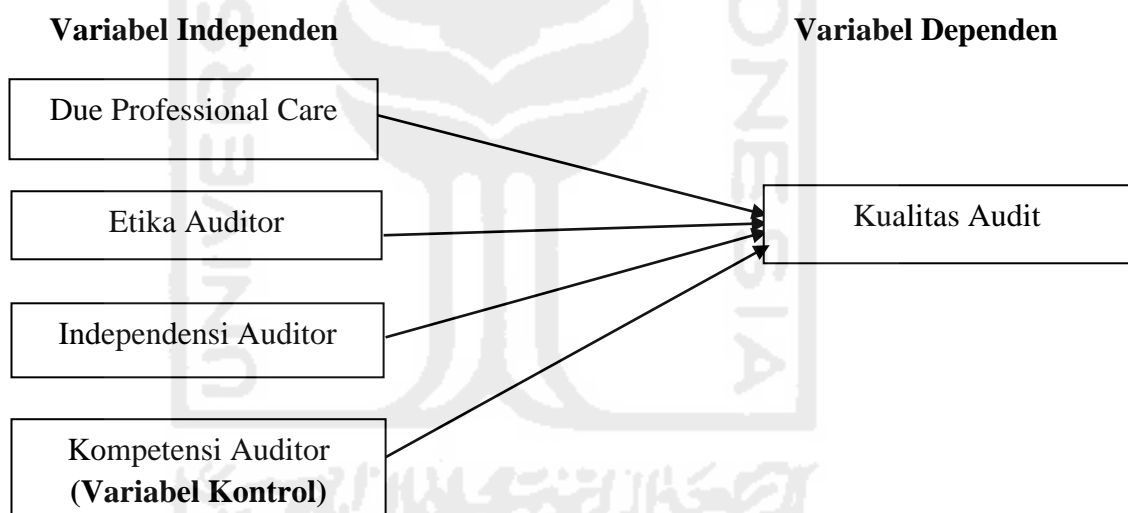 Variabel Independen
Variabel Dependen
Due Professional Care
Etika Auditor
Kualitas Audit
Independensi Auditor
Kompetensi Auditor
(Variabel Kontrol)